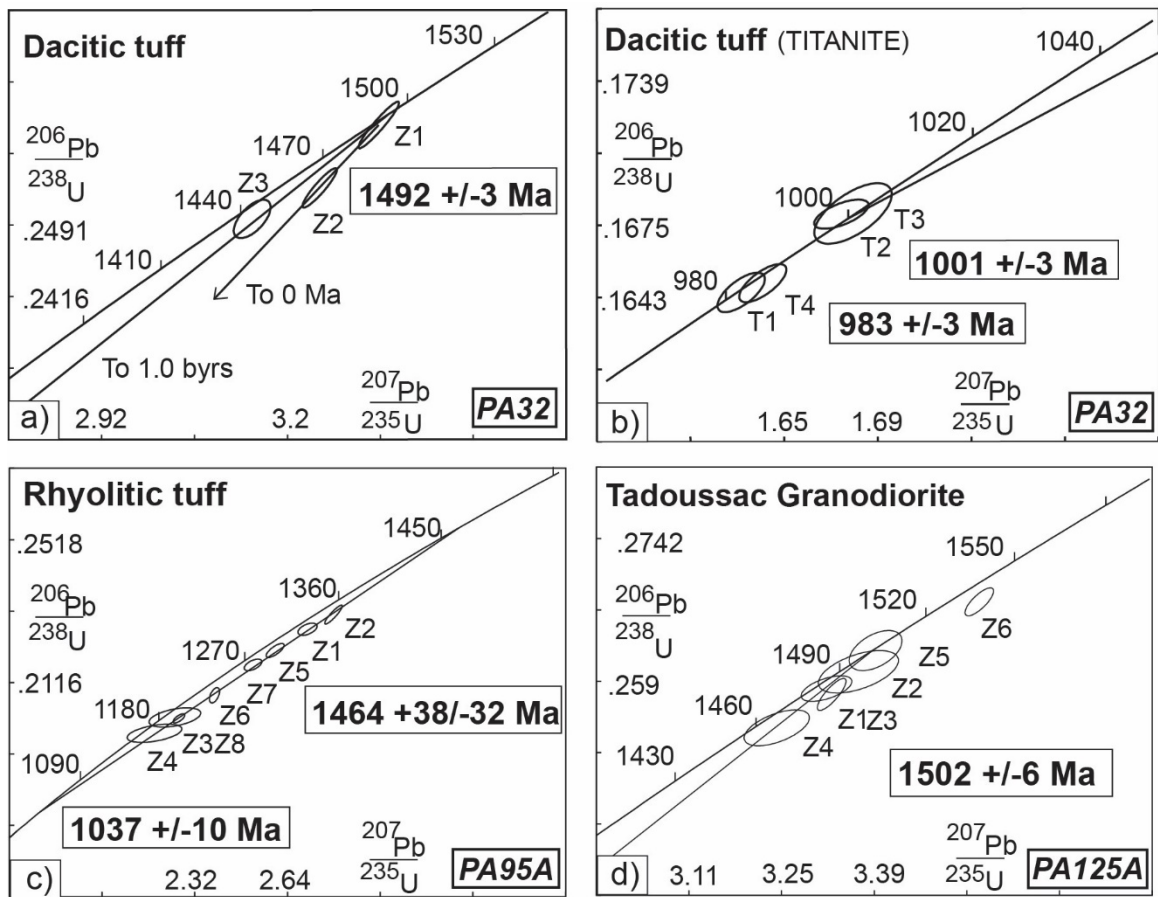 Dacitic tuff
1530
1500
206Pb
238U
1470
Z1
1492 +/-3 Ma
Z3
1440
Z2
.2491
1410
.2416
To 0 Ma
To 1.0 byrs
207Pb
235U
a)
2.92
3.2
PA32
Dacitic tuff (TITANITE)
1040
.1739
1020
206Pb
238U
1000
T3
.1675
T2
1001 +/-3 Ma
980
.1643
T4
T1
983 +/-3 Ma
207Pb
235U
b)
1.65
1.69
PA32
Rhyolitic tuff
1450
.2518
1360
206Pb
238U
Z2
1270
Z1
Z5
.2116
Z7
1180
Z6
1464 +38/-32 Ma
Z3Z8
Z4
1090
1037 +/-10 Ma
207Pb
235U
c)
2.32
2.64
PA95A
Tadoussac Granodiorite
.2742
1550
206Pb
238U
1520
Z6
1490
Z5
.259
Z2
1460
Z1Z3
Z4
1430
1502 +/-6 Ma
207Pb
235U
d)
3.11
3.25
3.39
PA125A